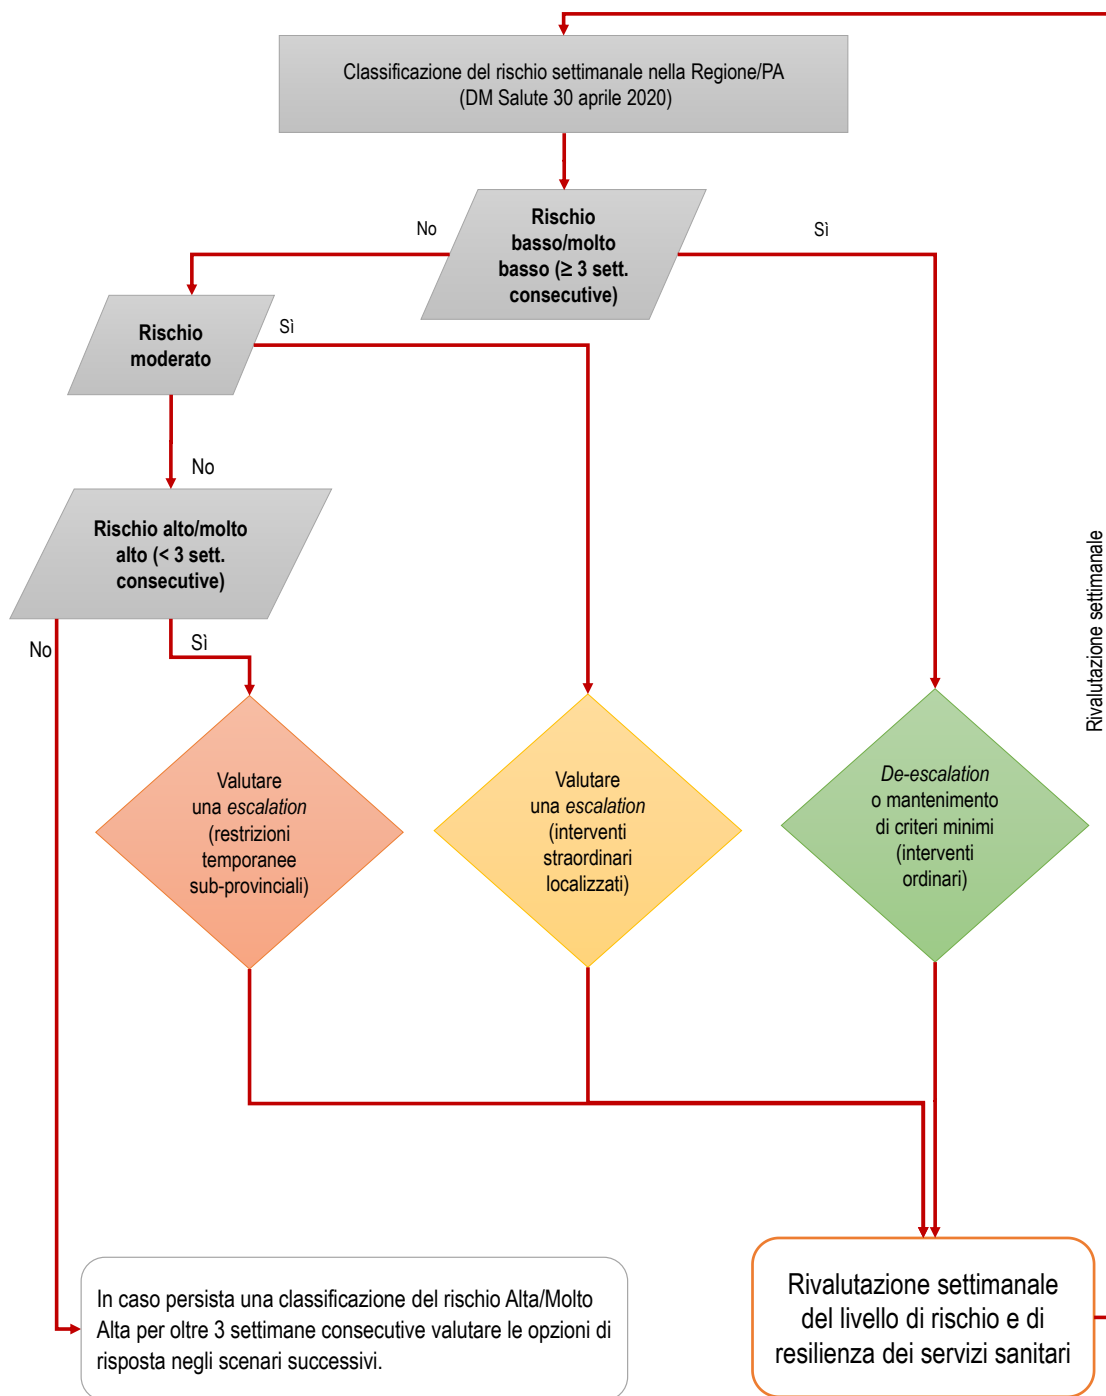 Classificazione del rischio settimanale nella Regione/PA
(DM Salute 30 aprile 2020)
Rischio
basso/molto
basso (≥ 3 sett.
consecutive)
No
Sì
Rischio
moderato
Sì
No
Rischio alto/molto
alto (< 3 sett.
consecutive)
No
Sì
Rivalutazione settimanale
Valutare
una escalation
(restrizioni
temporanee
sub-provinciali)
Valutare
una escalation
(interventi
straordinari
localizzati)
De-escalation
o mantenimento
di criteri minimi
(interventi
ordinari)
In caso persista una classificazione del rischio Alta/Molto
Alta per oltre 3 settimane consecutive valutare le opzioni di
risposta negli scenari successivi.
Rivalutazione settimanale
del livello di rischio e di
resilienza dei servizi sanitari